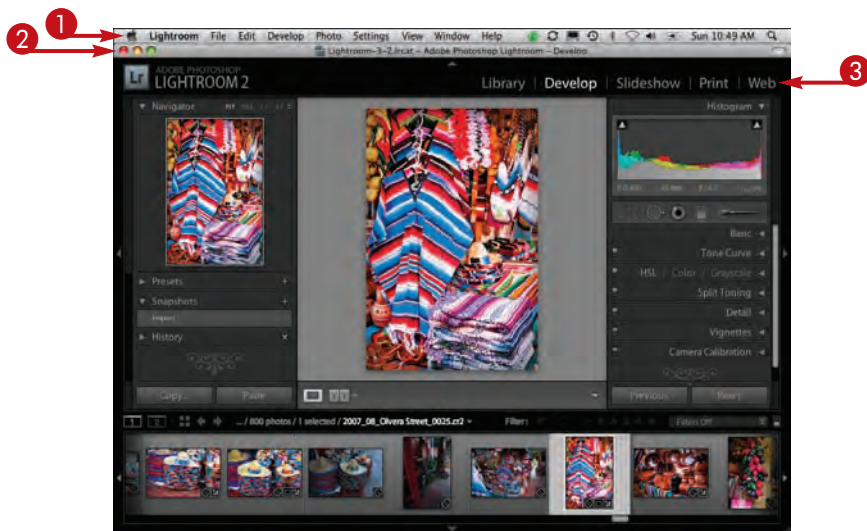 1
Lightroom File Edit Develop Photo Settings View Window Help Sun 10:49 AM
2
Lightroom-3-2.lrcat – Adobe Photoshop Lightroom – Develop
3
Lr ADOBE PHOTOSHOP
LIGHTROOM 2
Library | Develop | Slideshow | Print | Web
Navigator
Histogram
Basic
Tone Curve
Presets +
HSL / Color / Grayscale
Snapshots +
Split Toning
Import
Detail
History x
Vignettes
Camera Calibration
Copy... Paste
Previous Reset
1 2 .../ 800 photos / 1 selected / 2007_08_Olvera Street_0025.cr2 Filter: Filters Off